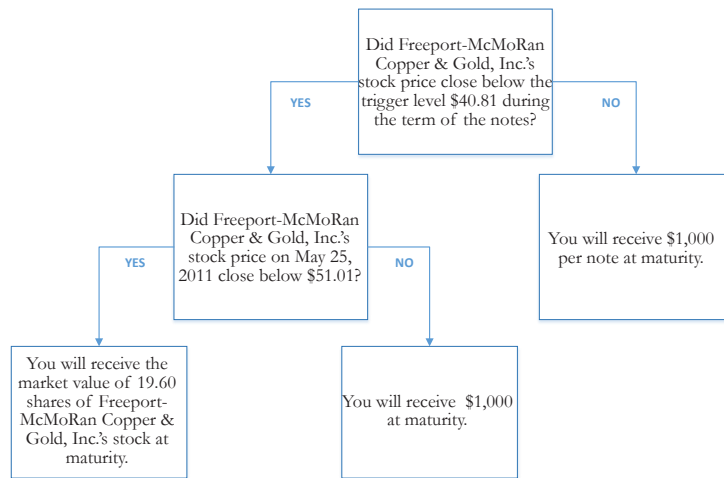 Did Freeport-McMoRan
Copper & Gold, Inc.'s
stock price close below the
trigger level $40.81 during
the term of the notes?
YES
NO
Did Freeport-McMoRan
Copper & Gold, Inc.'s
stock price on May 25,
2011 close below $51.01?
You will receive $1,000
per note at maturity.
YES
NO
You will receive the
market value of 19.60
shares of Freeport-
McMoRan Copper &
Gold, Inc.'s stock at
maturity.
You will receive $1,000
at maturity.